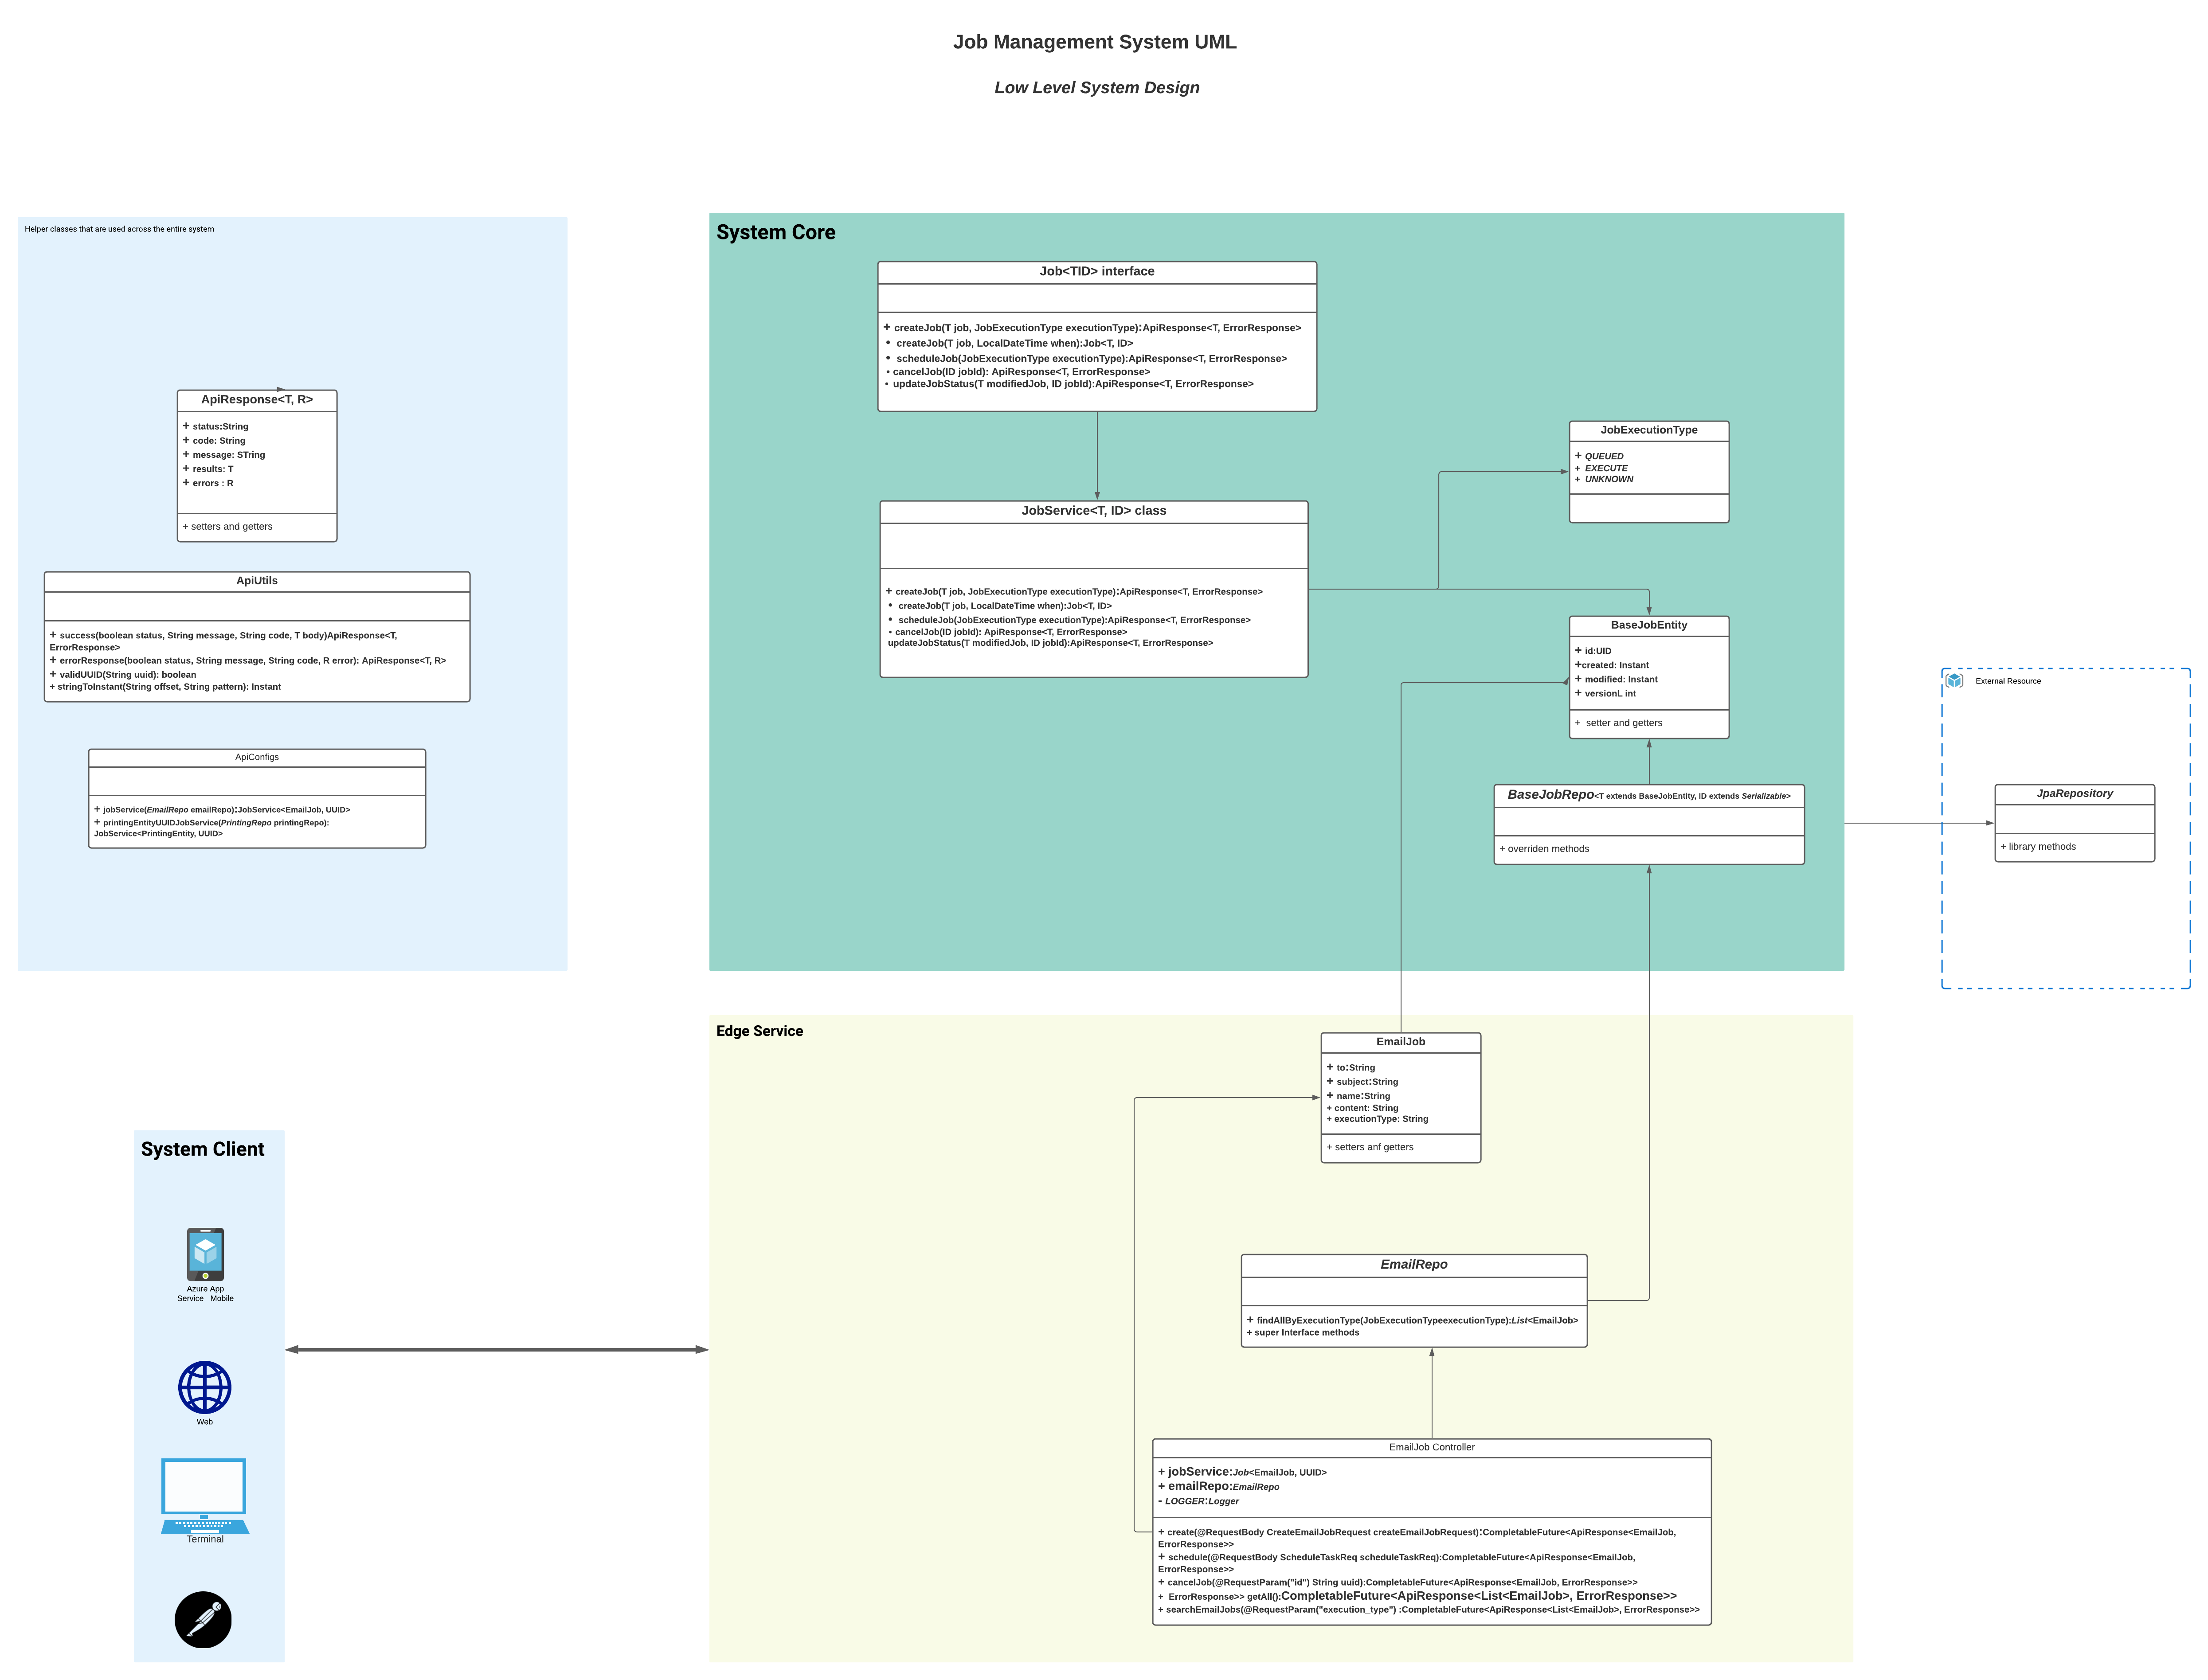 Job Management System UML
Low Level System Design
Helper classes that are used across the entire system
ApiResponse<T, R>
+ status:String
+ code: String
+ message: STring
+ results: T
+ errors : R
+ setters and getters
ApiUtils
+ success(boolean status, String message, String code, T body)ApiResponse<T,
ErrorResponse>
+ errorResponse(boolean status, String message, String code, R error): ApiResponse<T, R>
+ validUUID(String uuid): boolean
+ stringToInstant(String offset, String pattern): Instant
ApiConfigs
+ jobService(EmailRepo emailRepo):JobService<EmailJob, UUID>
+ printingEntityUUIDJobService(PrintingRepo printingRepo):
JobService<PrintingEntity, UUID>
System Core
Job<TID> interface
+ createJob(T job, JobExecutionType executionType):ApiResponse<T, ErrorResponse>
• createJob(T job, LocalDateTime when):Job<T, ID>
• scheduleJob(JobExecutionType executionType):ApiResponse<T, ErrorResponse>
• cancelJob(ID jobId): ApiResponse<T, ErrorResponse>
• updateJobStatus(T modifiedJob, ID jobId):ApiResponse<T, ErrorResponse>
JobService<T, ID> class
+ createJob(T job, JobExecutionType executionType):ApiResponse<T, ErrorResponse>
• createJob(T job, LocalDateTime when):Job<T, ID>
• scheduleJob(JobExecutionType executionType):ApiResponse<T, ErrorResponse>
• cancelJob(ID jobId): ApiResponse<T, ErrorResponse>
updateJobStatus(T modifiedJob, ID jobId):ApiResponse<T, ErrorResponse>
JobExecutionType
+ QUEUED
+ EXECUTE
+ UNKNOWN
BaseJobEntity
+ id:UID
+created: Instant
+ modified: Instant
+ versionL int
+ setter and getters
BaseJobRepo<T extends BaseJobEntity, ID extends Serializable>
+ overriden methods
External Resource
JpaRepository
+ library methods
Edge Service
EmailJob
+ to:String
+ subject:String
+ name:String
+ content: String
+ executionType: String
+ setters anf getters
EmailRepo
+ findAllByExecutionType(JobExecutionTypeexecutionType):List<EmailJob>
+ super Interface methods
EmailJob Controller
+ jobService:Job<EmailJob, UUID>
+ emailRepo:EmailRepo
- LOGGER:Logger
+ create(@RequestBody CreateEmailJobRequest createEmailJobRequest):CompletableFuture<ApiResponse<EmailJob,
ErrorResponse>>
+ schedule(@RequestBody ScheduleTaskReq scheduleTaskReq):CompletableFuture<ApiResponse<EmailJob,
ErrorResponse>>
+ cancelJob(@RequestParam("id") String uuid):CompletableFuture<ApiResponse<EmailJob, ErrorResponse>>
+ ErrorResponse>> getAll():CompletableFuture<ApiResponse<List<EmailJob>, ErrorResponse>>
+ searchEmailJobs(@RequestParam("execution_type") :CompletableFuture<ApiResponse<List<EmailJob>, ErrorResponse>>
System Client
Azure App
Service Mobile
Web
Terminal